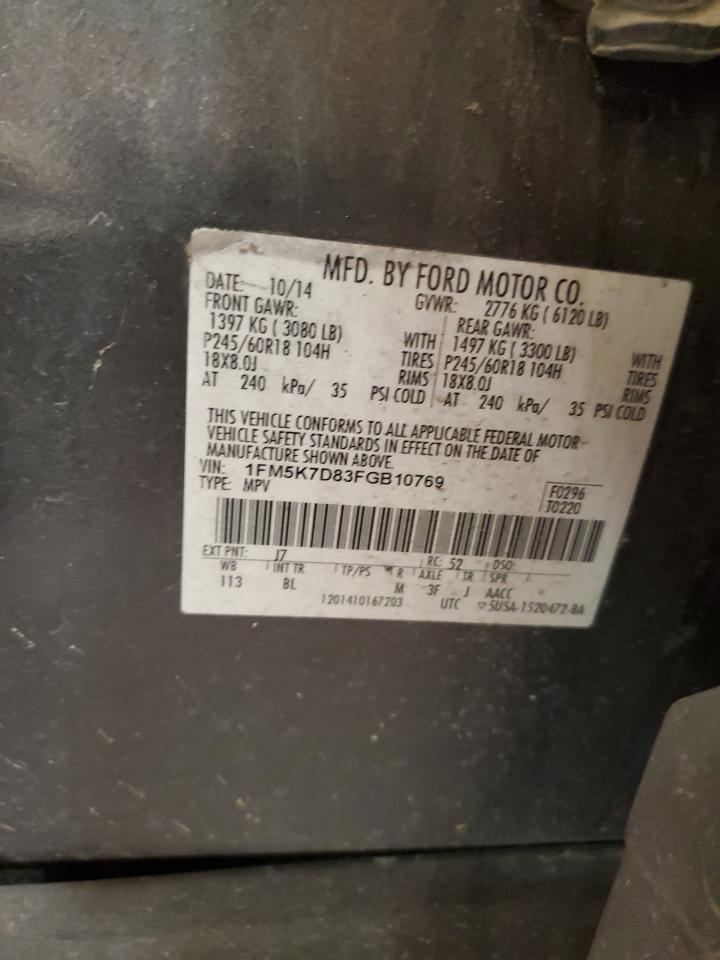 MFD. BY FORD MOTOR CO.
DATE: 10/14
GVWR: 2776 KG ( 6120 LB)
FRONT GAWR:
1397 KG ( 3080 LB) WITH
P245/60R18 104H TIRES
18X8.0J RIMS
AT 240 kPa/ 35 PSI COLD
REAR GAWR:
1497 KG ( 3300 LB) WITH
P245/60R18 104H TIRES
18X8.0J RIMS
AT 240 kPa/ 35 PSI COLD
THIS VEHICLE CONFORMS TO ALL APPLICABLE FEDERAL MOTOR
VEHICLE SAFETY STANDARDS IN EFFECT ON THE DATE OF
MANUFACTURE SHOWN ABOVE.
VIN: 1FM5K7D83FGB10769
TYPE: MPV
F0296
T0220
EXT PNT: J7 RC: 52 DSO:
WB INT TR TP/PS R AXLE TR SPR
113 BL M 3F J AACC
1201410167203 UTC ▽5USA-1520472-BA